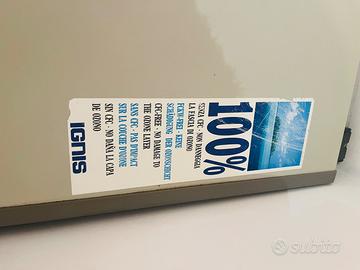 100%
SENZA CFC - NON DANNEGGIA
LA FASCIA DI OZONO
FCKW-FREI - KEINE
SCHÄDIGUNG DER OZONSCHICHT
CFC-FREE - NO DAMAGE TO
THE OZONE LAYER
SANS CFC - PAS D'IMPACT
SUR LA COUCHE D'OZONE
SIN CFC - NO DAÑA LA CAPA
DE OZONO
IGNIS
subito